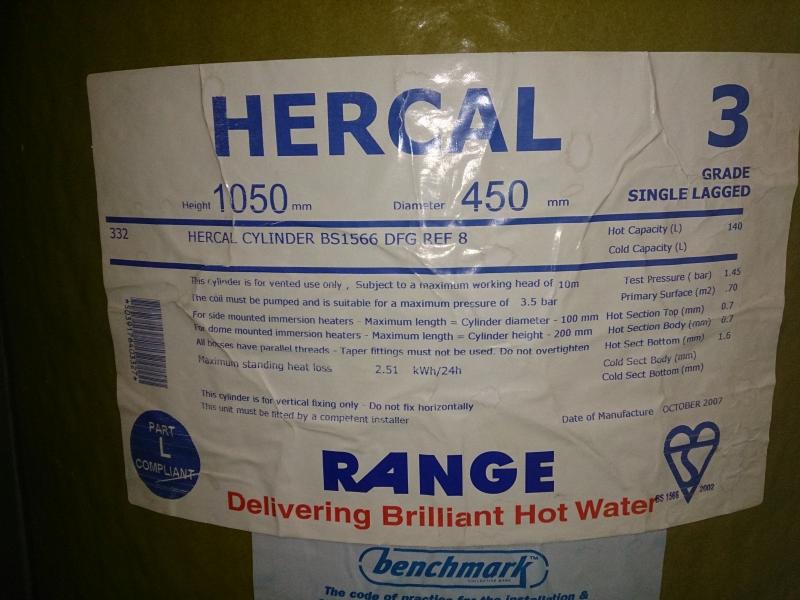 HERCAL 3
GRADE
SINGLE LAGGED
Height 1050 mm Diameter 450 mm
332 HERCAL CYLINDER BS1566 DFG REF 8
Hot Capacity (L) 140
Cold Capacity (L)
This cylinder is for vented use only , Subject to a maximum working head of 10m
The coil must be pumped and is suitable for a maximum pressure of 3.5 bar
For side mounted immersion heaters - Maximum length = Cylinder diameter - 100 mm
For dome mounted immersion heaters - Maximum length = Cylinder height - 200 mm
All bosses have parallel threads - Taper fittings must not be used. Do not overtighten
Maximum standing heat loss 2.51 kWh/24h
Test Pressure ( bar) 1.45
Primary Surface (m2) .70
Hot Section Top (mm) 0.7
Hot Section Body (mm) 0.7
Hot Sect Bottom (mm) 1.6
Cold Sect Body (mm)
Cold Sect Bottom (mm)
This cylinder is for vertical fixing only - Do not fix horizontally
This unit must be fitted by a competent installer
Date of Manufacture OCTOBER 2007
PART
L
COMPLIANT
RANGE
Delivering Brilliant Hot Water
BS 1566 2002
benchmark™
The code of practice for the installation &